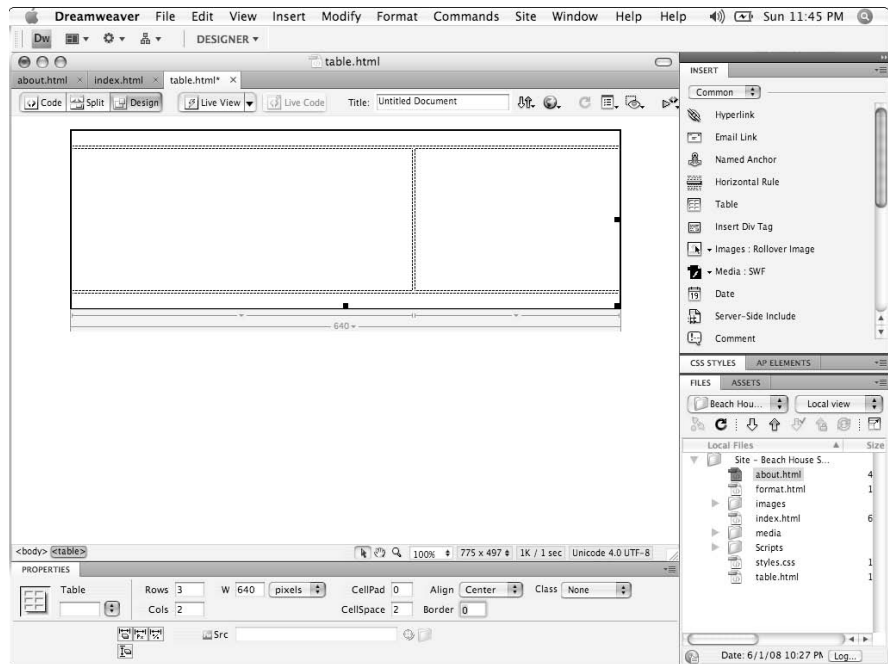 Dreamweaver File Edit View Insert Modify Format Commands Site Window Help Help Sun 11:45 PM
Dw DESIGNER
table.html
about.html × index.html × table.html* ×
Code Split Design Live View Live Code Title: Untitled Document
640
<body> <table> 100% 775 x 497 1K / 1 sec Unicode 4.0 UTF-8
PROPERTIES
Table Rows 3 W 640 pixels CellPad 0 Align Center Class None
Cols 2 CellSpace 2 Border 0
Src
INSERT
Common
Hyperlink
Email Link
Named Anchor
Horizontal Rule
Table
Insert Div Tag
Images : Rollover Image
Media : SWF
19 Date
Server-Side Include
Comment
CSS STYLES AP ELEMENTS
FILES ASSETS
Beach Hou... Local view
Local Files Size
Site - Beach House S...
about.html 4
format.html 1
images
index.html 6
media
Scripts
styles.css 1
table.html 1
Date: 6/1/08 10:27 PM Log...